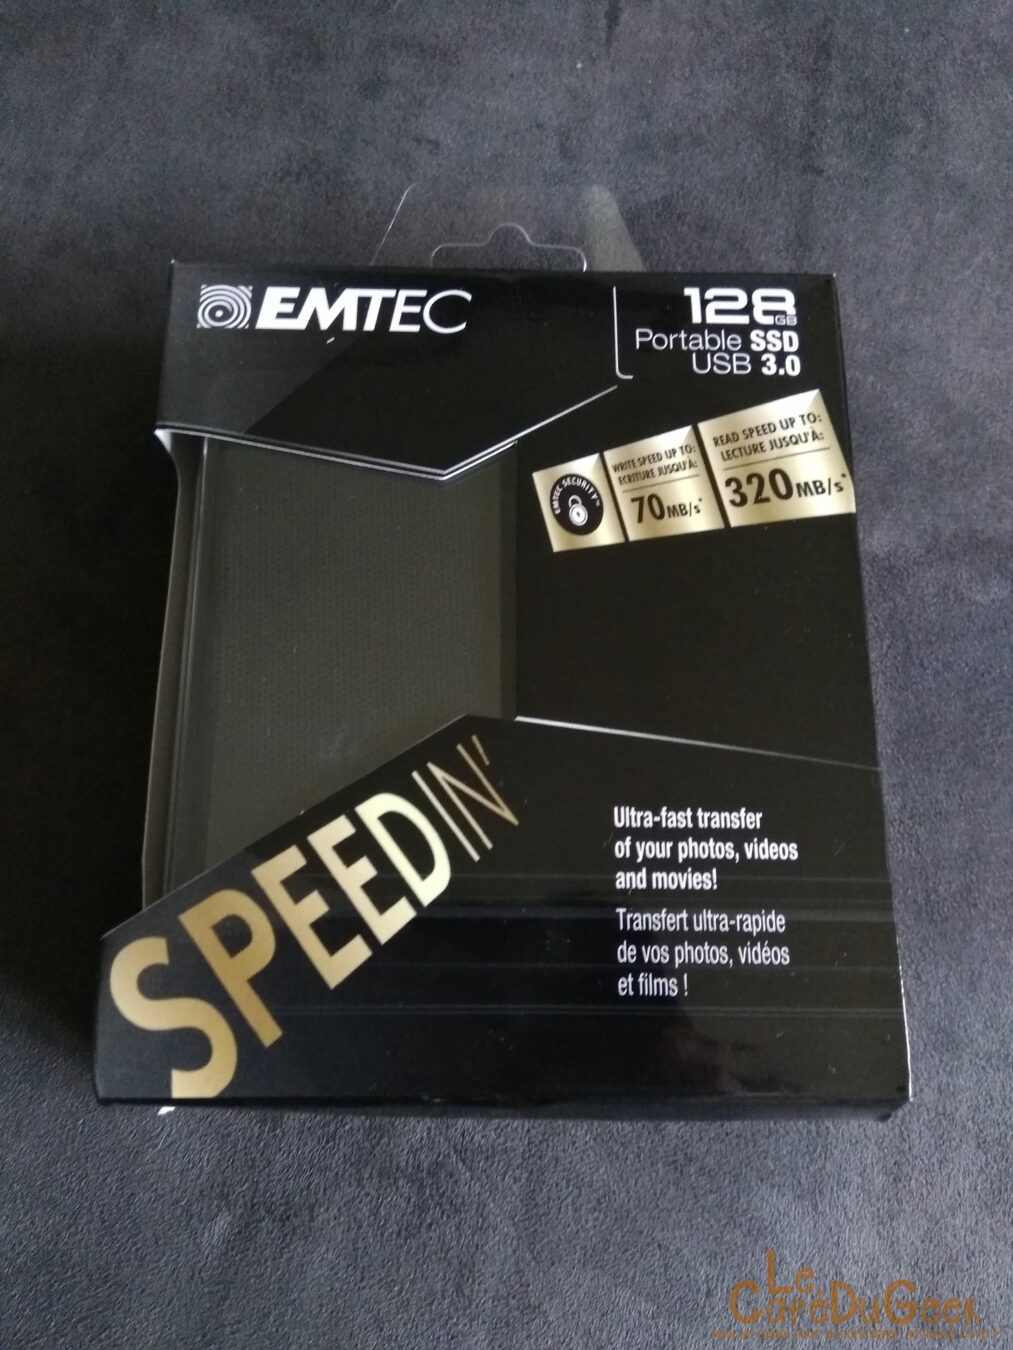 EMTEC
128GB
Portable SSD
USB 3.0
EMTEC SECURITY™
WRITE SPEED UP TO:
ECRITURE JUSQU'À:
70MB/s*
READ SPEED UP TO:
LECTURE JUSQU'À:
320MB/s*
SPEEDIN'
Ultra-fast transfer
of your photos, videos
and movies!
Transfert ultra-rapide
de vos photos, vidéos
et films !
Le
CaféDuGeek